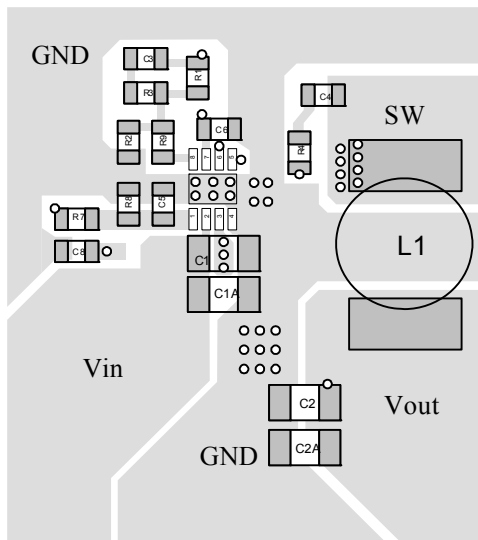 GND
C3
R1
R3
C4
SW
C6
R2
R9
R4
8 7 6 5
R8
C5
L1
R7
1 2 3 4
C8
C1
C1A
Vin
C2
Vout
GND
C2A